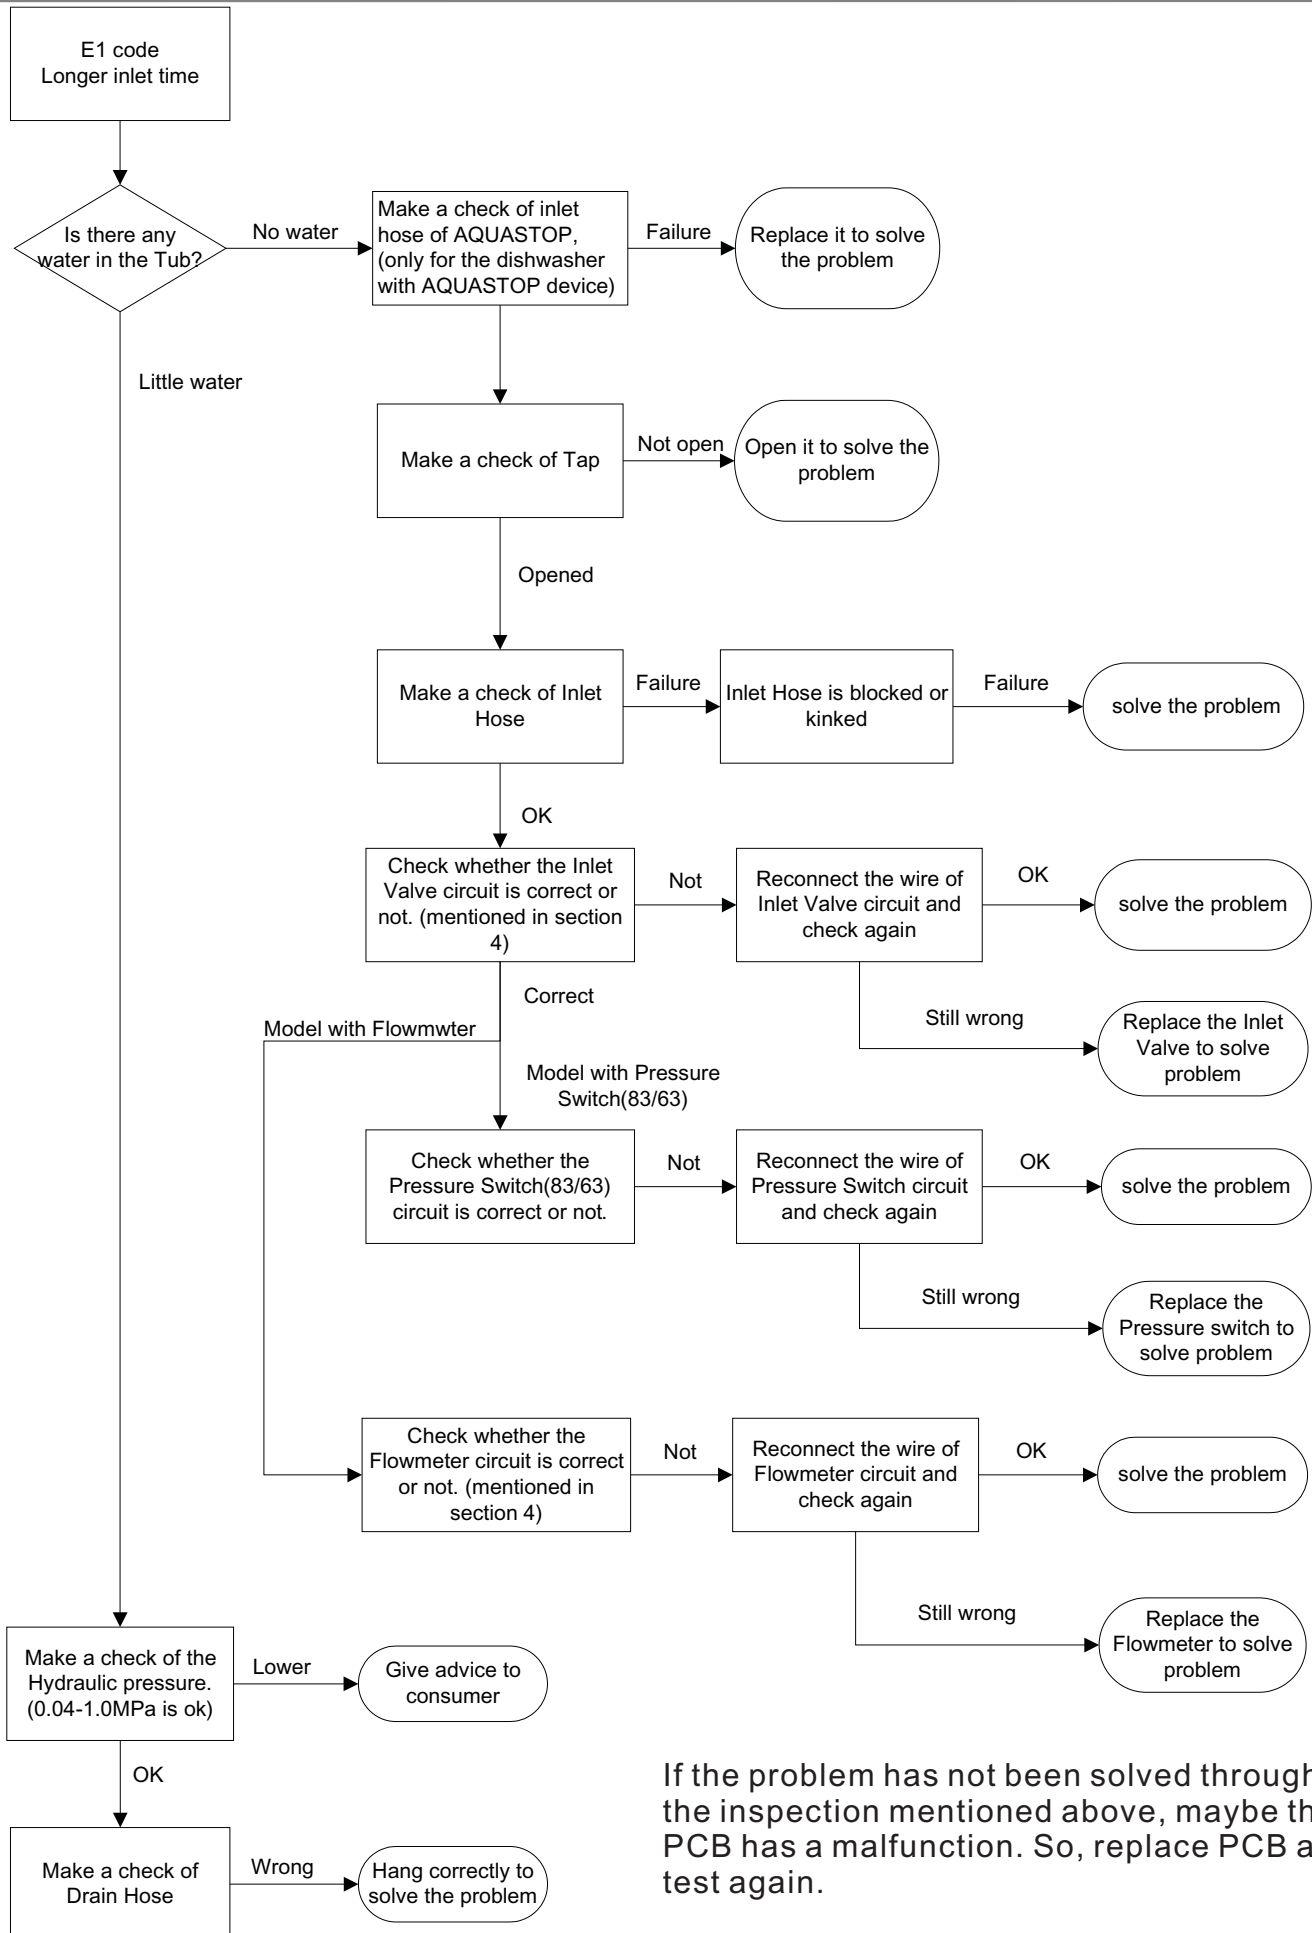 E1 code
Longer inlet time
Is there any
water in the Tub?
No water
Make a check of inlet
hose of AQUASTOP,
(only for the dishwasher
with AQUASTOP device)
Failure
Replace it to solve
the problem
Little water
Make a check of Tap
Not open
Open it to solve the
problem
Opened
Make a check of Inlet
Hose
Failure
Inlet Hose is blocked or
kinked
Failure
solve the problem
OK
Check whether the Inlet
Valve circuit is correct or
not. (mentioned in section
4)
Not
Reconnect the wire of
Inlet Valve circuit and
check again
OK
solve the problem
Correct
Still wrong
Replace the Inlet
Valve to solve
problem
Model with Flowmwter
Model with Pressure
Switch(83/63)
Check whether the
Pressure Switch(83/63)
circuit is correct or not.
Not
Reconnect the wire of
Pressure Switch circuit
and check again
OK
solve the problem
Still wrong
Replace the
Pressure switch to
solve problem
Check whether the
Flowmeter circuit is correct
or not. (mentioned in
section 4)
Not
Reconnect the wire of
Flowmeter circuit and
check again
OK
solve the problem
Still wrong
Replace the
Flowmeter to solve
problem
Make a check of the
Hydraulic pressure.
(0.04-1.0MPa is ok)
Lower
Give advice to
consumer
OK
Make a check of
Drain Hose
Wrong
Hang correctly to
solve the problem
If the problem has not been solved through
the inspection mentioned above, maybe th
PCB has a malfunction. So, replace PCB a
test again.